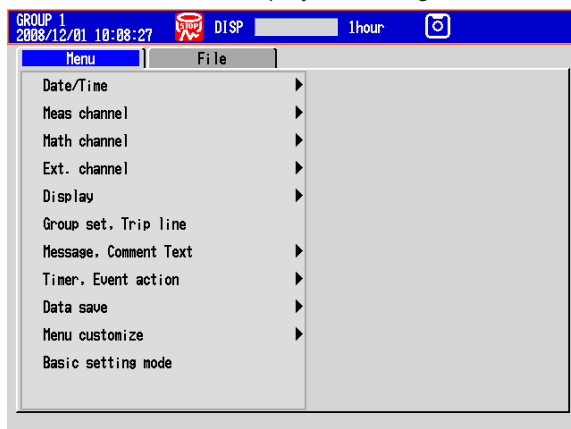 GROUP 1
2008/12/01 10:08:27 STOP DISP 1hour
Menu File
Date/Time
Meas channel
Math channel
Ext. channel
Display
Group set, Trip line
Message, Comment Text
Timer, Event action
Data save
Menu customize
Basic setting mode